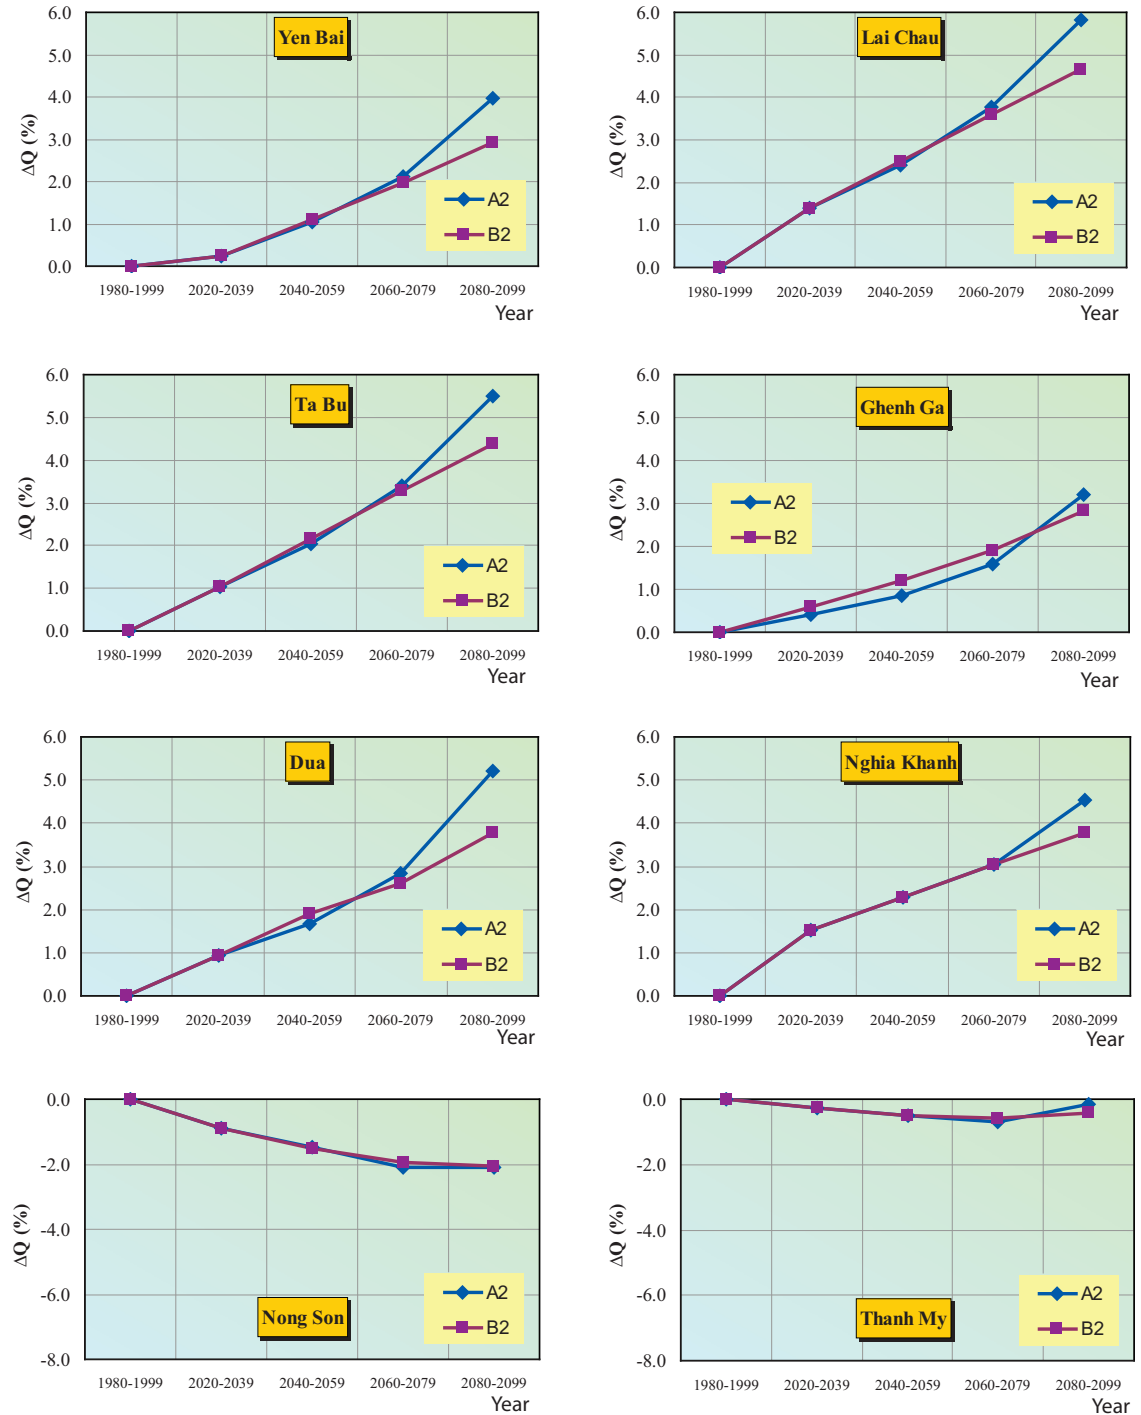 Yen Bai
6.0
5.0
4.0
3.0
2.0
1.0
0.0
ΔQ (%)
A2
B2
1980-1999 2020-2039 2040-2059 2060-2079 2080-2099
Year
Lai Chau
6.0
5.0
4.0
3.0
2.0
1.0
0.0
ΔQ (%)
A2
B2
1980-1999 2020-2039 2040-2059 2060-2079 2080-2099
Year
Ta Bu
6.0
5.0
4.0
3.0
2.0
1.0
0.0
ΔQ (%)
A2
B2
1980-1999 2020-2039 2040-2059 2060-2079 2080-2099
Year
Ghenh Ga
6.0
5.0
4.0
3.0
2.0
1.0
0.0
ΔQ (%)
A2
B2
1980-1999 2020-2039 2040-2059 2060-2079 2080-2099
Year
Dua
6.0
5.0
4.0
3.0
2.0
1.0
0.0
ΔQ (%)
A2
B2
1980-1999 2020-2039 2040-2059 2060-2079 2080-2099
Year
Nghia Khanh
6.0
5.0
4.0
3.0
2.0
1.0
0.0
ΔQ (%)
A2
B2
1980-1999 2020-2039 2040-2059 2060-2079 2080-2099
Year
0.0
-2.0
-4.0
-6.0
-8.0
ΔQ (%)
A2
B2
Nong Son
1980-1999 2020-2039 2040-2059 2060-2079 2080-2099
Year
0.0
-2.0
-4.0
-6.0
-8.0
ΔQ (%)
A2
B2
Thanh My
1980-1999 2020-2039 2040-2059 2060-2079 2080-2099
Year